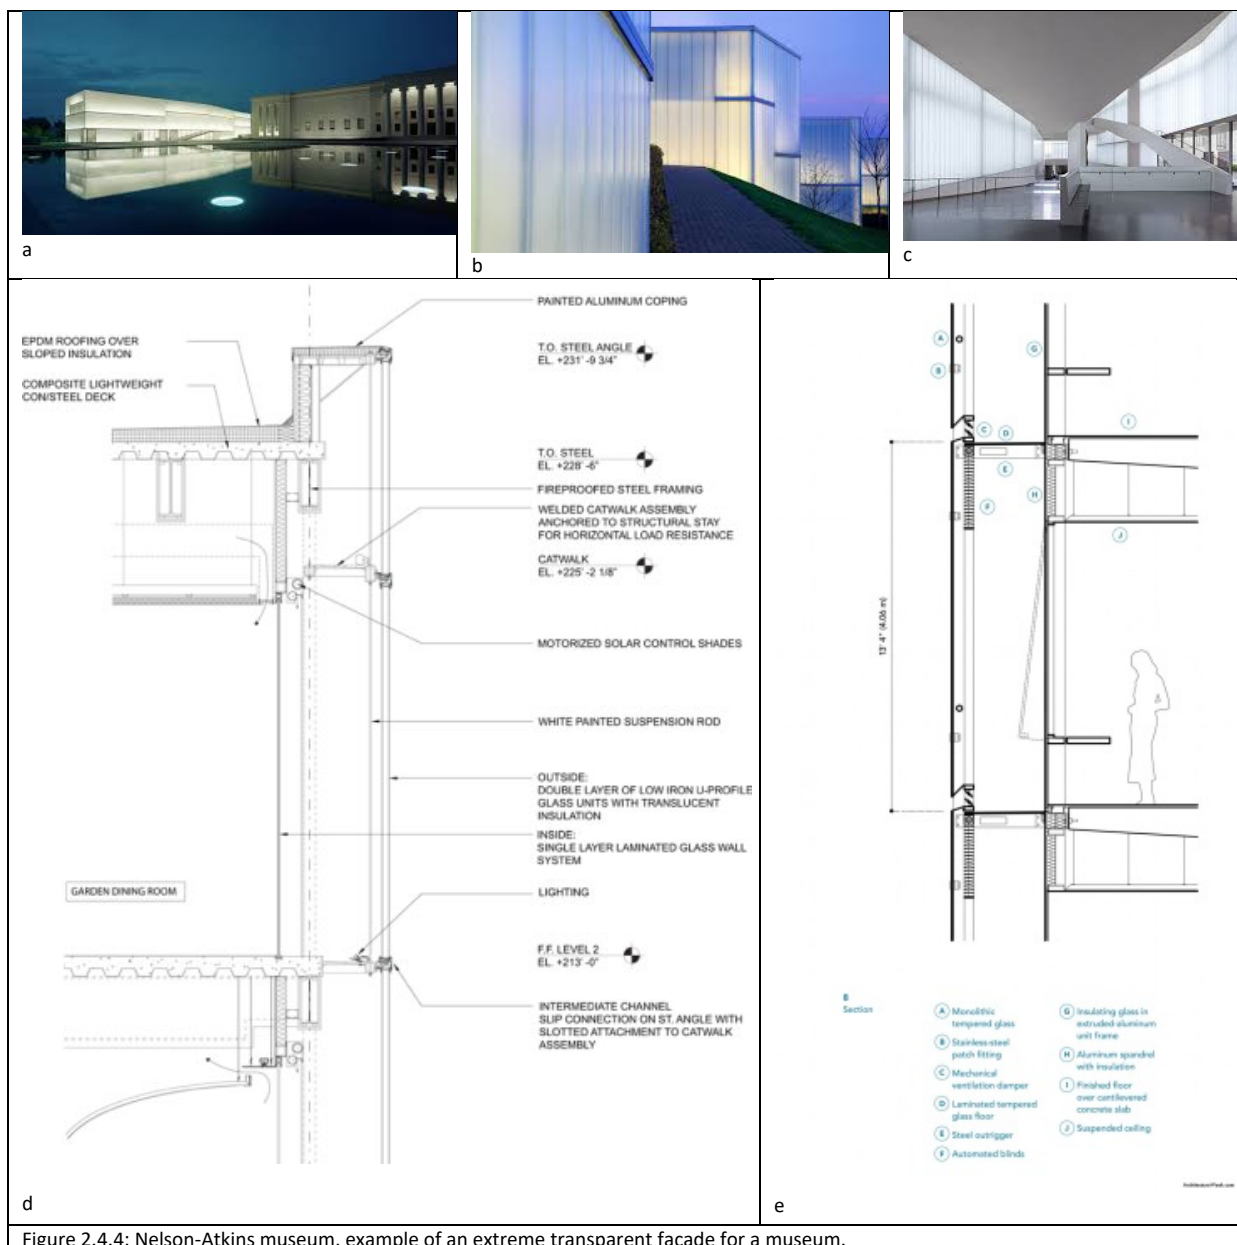 a
b
c
PAINTED ALUMINUM COPING
EPDM ROOFING OVER
SLOPED INSULATION
T.O. STEEL ANGLE
EL. +231' -9 3/4"
COMPOSITE LIGHTWEIGHT
CON/STEEL DECK
T.O. STEEL
EL. +228' -6"
FIREPROOFED STEEL FRAMING
WELDED CATWALK ASSEMBLY
ANCHORED TO STRUCTURAL STAY
FOR HORIZONTAL LOAD RESISTANCE
CATWALK
EL. +225' -2 1/8"
MOTORIZED SOLAR CONTROL SHADES
WHITE PAINTED SUSPENSION ROD
OUTSIDE:
DOUBLE LAYER OF LOW IRON U-PROFILE
GLASS UNITS WITH TRANSLUCENT
INSULATION
INSIDE:
SINGLE LAYER LAMINATED GLASS WALL
SYSTEM
GARDEN DINING ROOM
LIGHTING
F.F. LEVEL 2
EL. +213' -0"
INTERMEDIATE CHANNEL
SLIP CONNECTION ON ST. ANGLE WITH
SLOTTED ATTACHMENT TO CATWALK
ASSEMBLY
d
A
G
B
C
D
I
E
H
F
J
13' 4" (4.06 m)
B
Section
A Monolithic
tempered glass
B Stainless-steel
patch fitting
C Mechanical
ventilation damper
D Laminated tempered
glass floor
E Steel outrigger
F Automated blinds
G Insulating glass in
extruded-aluminum
unit frame
H Aluminum spandrel
with insulation
I Finished floor
over cantilevered
concrete slab
J Suspended ceiling
e
Figure 2.4.4: Nelson-Atkins museum, example of an extreme transparent facade for a museum.